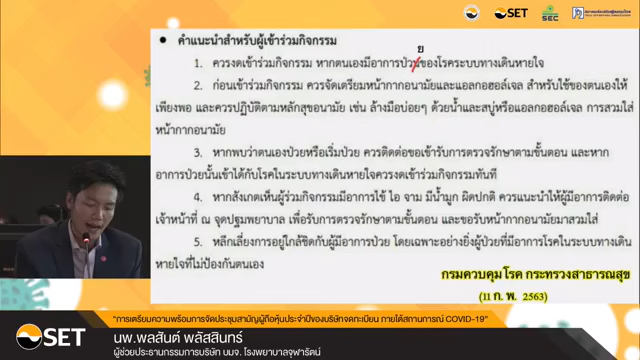 SET
SEC
• คำแนะนำสำหรับผู้เข้าร่วมกิจกรรม
1. ควรงดเข้าร่วมกิจกรรม หากตนเองมีอาการป่วยของโรคระบบทางเดินหายใจ
2. ก่อนเข้าร่วมกิจกรรม ควรจัดเตรียมหน้ากากอนามัยและแอลกอฮอล์เจล สำหรับใช้ของตนเองให้
เพียงพอ และควรปฏิบัติตามหลักสุขอนามัย เช่น ล้างมือบ่อยๆ ด้วยน้ำและสบู่หรือแอลกอฮอล์เจล การสวมใส่
หน้ากากอนามัย
3. หากพบว่าตนเองป่วยหรือเริ่มป่วย ควรติดต่อขอเข้ารับการตรวจรักษาตามขั้นตอน และหาก
อาการป่วยนั้นเข้าได้กับโรคในระบบทางเดินหายใจควรงดเข้าร่วมกิจกรรมทันที
4. หากสังเกตเห็นผู้ร่วมกิจกรรมมีอาการไข้ ไอ จาม มีน้ำมูก ผิดปกติ ควรแนะนำให้ผู้มีอาการติดต่อ
เจ้าหน้าที่ ณ จุดปฐมพยาบาล เพื่อรับการตรวจรักษาตามขั้นตอน และขอรับหน้ากากอนามัยมาสวมใส่
5. หลีกเลี่ยงการอยู่ใกล้ชิดกับผู้มีอาการป่วย โดยเฉพาะอย่างยิ่งผู้ป่วยที่มีอาการโรคในระบบทางเดิน
หายใจที่ไม่ป้องกันตนเอง
กรมควบคุมโรค กระทรวงสาธารณสุข
(11 ก.พ. 2563)
"การเตรียมความพร้อมการจัดประชุมสามัญผู้ถือหุ้นประจำปีของบริษัทจดทะเบียน ภายใต้สถานการณ์ COVID-19"
SET
นพ.พลสันต์ พลัสสินทร์
ผู้ช่วยประธานกรรมการบริษัท บมจ. โรงพยาบาลจุฬารัตน์